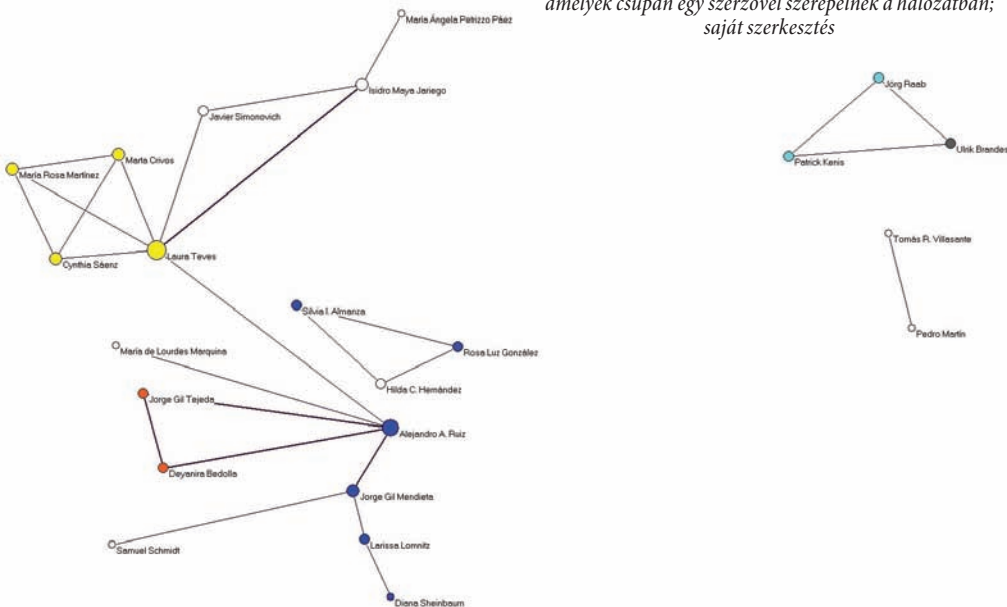 amelyek csupán egy szerzővel szerepelnek a hálózatban;
saját szerkesztés
María Ángela Petrizzo Páez
Isidro Maya Jariego
Javier Simonovich
Jörg Raab
Ulrik Brandes
Patrick Kenis
Marta Crivos
María Rosa Martínez
Laura Teves
Cynthia Sáenz
Tomás R. Villasante
Pedro Martín
Silvia I. Almanza
Rosa Luz González
María de Lourdes Marquina
Hilda C. Hernández
Jorge Gil Tejeda
Alejandro A. Ruiz
Deyanira Bedolla
Jorge Gil Mendieta
Samuel Schmidt
Larissa Lomnitz
Diana Sheinbaum